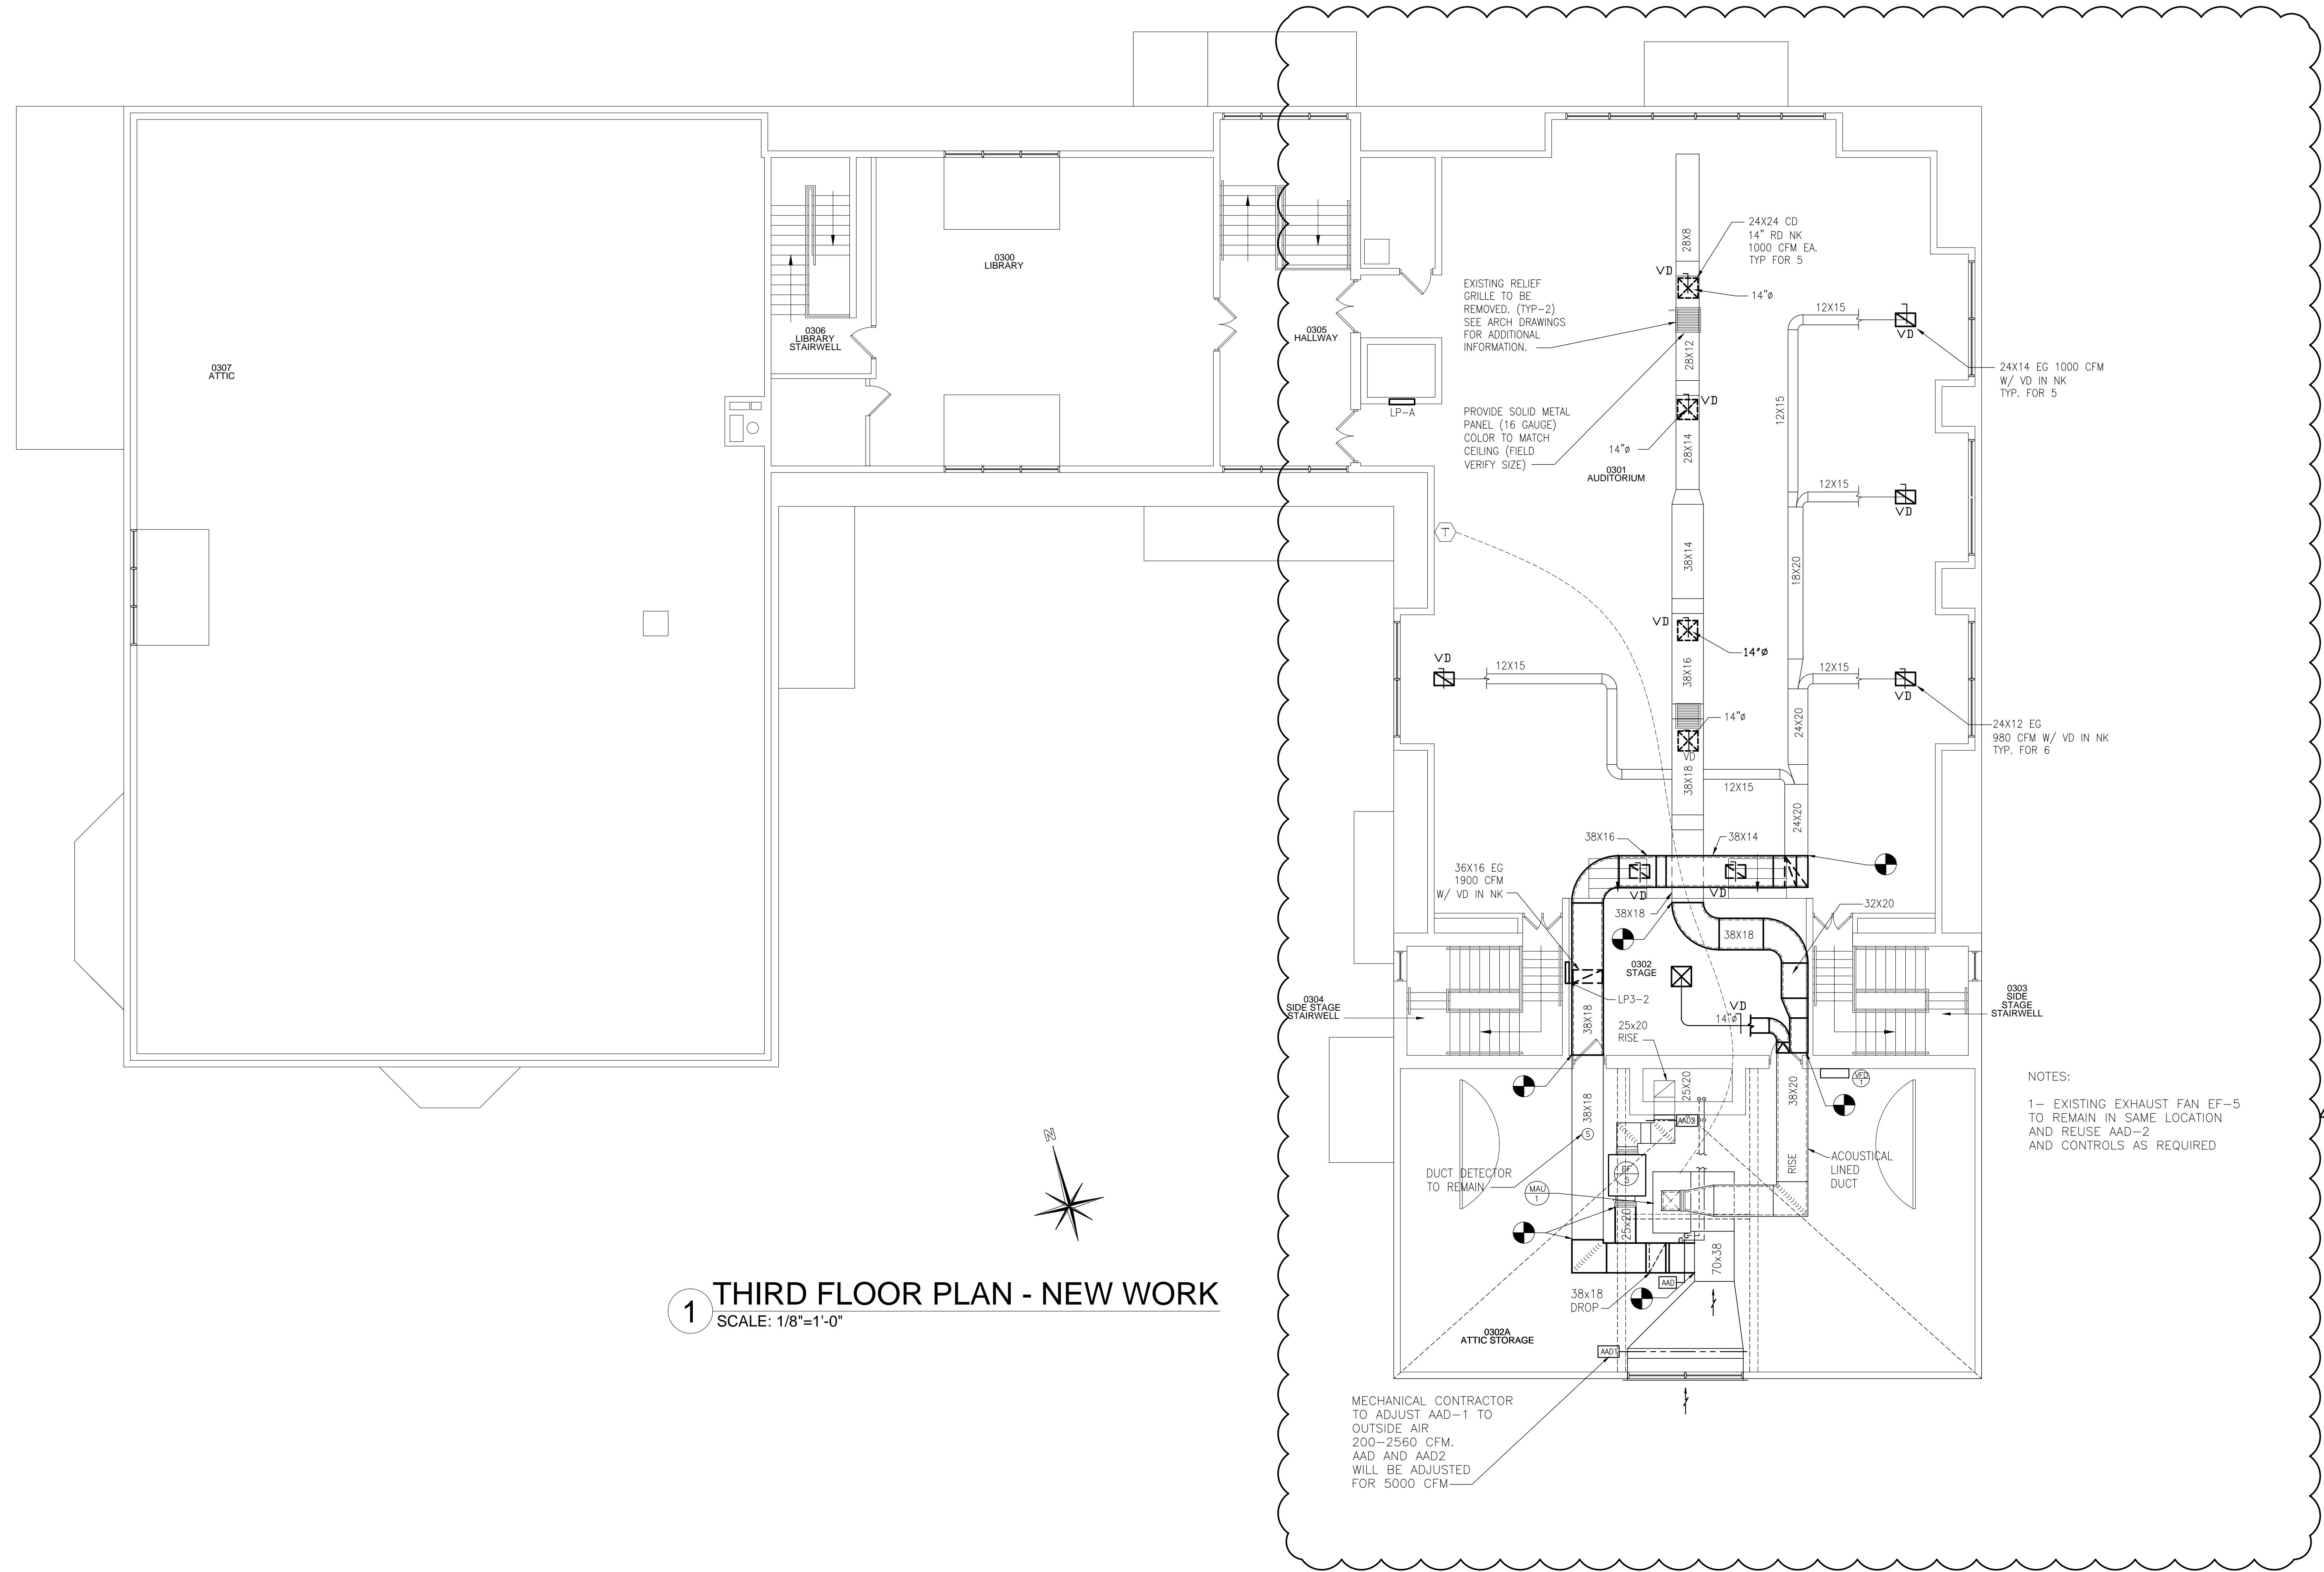 0307
ATTIC
0306
LIBRARY
STAIRWELL
0300
LIBRARY
0305
HALLWAY
LP-A
EXISTING RELIEF
GRILLE TO BE
REMOVED. (TYP-2)
SEE ARCH DRAWINGS
FOR ADDITIONAL
INFORMATION.
PROVIDE SOLID METAL
PANEL (16 GAUGE)
COLOR TO MATCH
CEILING (FIELD
VERIFY SIZE)
28X8
24X24 CD
14" RD NK
1000 CFM EA.
TYP FOR 5
VD
14"ø
28X12
VD
14"ø
28X14
0301
AUDITORIUM
12X15
VD
24X14 EG 1000 CFM
W/ VD IN NK
TYP. FOR 5
12X15
12X15
VD
T
38X14
18X20
VD
14"ø
38X16
VD
12X15
12X15
VD
24X12 EG
980 CFM W/ VD IN NK
TYP. FOR 6
14"ø
24X20
VD
38X18
12X15
24X20
38X16
38X14
36X16 EG
1900 CFM
W/ VD IN NK
VD
VD
38X18
32X20
38X18
0302
STAGE
LP3-2
38X18
VD
14"ø
25x20
RISE
0304
SIDE STAGE
STAIRWELL
0303
SIDE
STAGE
STAIRWELL
25X20
38X18
38X20
VFD
1
S
AAD2
DUCT DETECTOR
TO REMAIN
EF
5
MAU
1
RISE
ACOUSTICAL
LINED
DUCT
25x20
70x38
AAD
38x18
DROP
0302A
ATTIC STORAGE
AAD1
MECHANICAL CONTRACTOR
TO ADJUST AAD-1 TO
OUTSIDE AIR
200-2560 CFM.
AAD AND AAD2
WILL BE ADJUSTED
FOR 5000 CFM
NOTES:
1- EXISTING EXHAUST FAN EF-5
TO REMAIN IN SAME LOCATION
AND REUSE AAD-2
AND CONTROLS AS REQUIRED
N
1
THIRD FLOOR PLAN - NEW WORK
SCALE: 1/8"=1'-0"